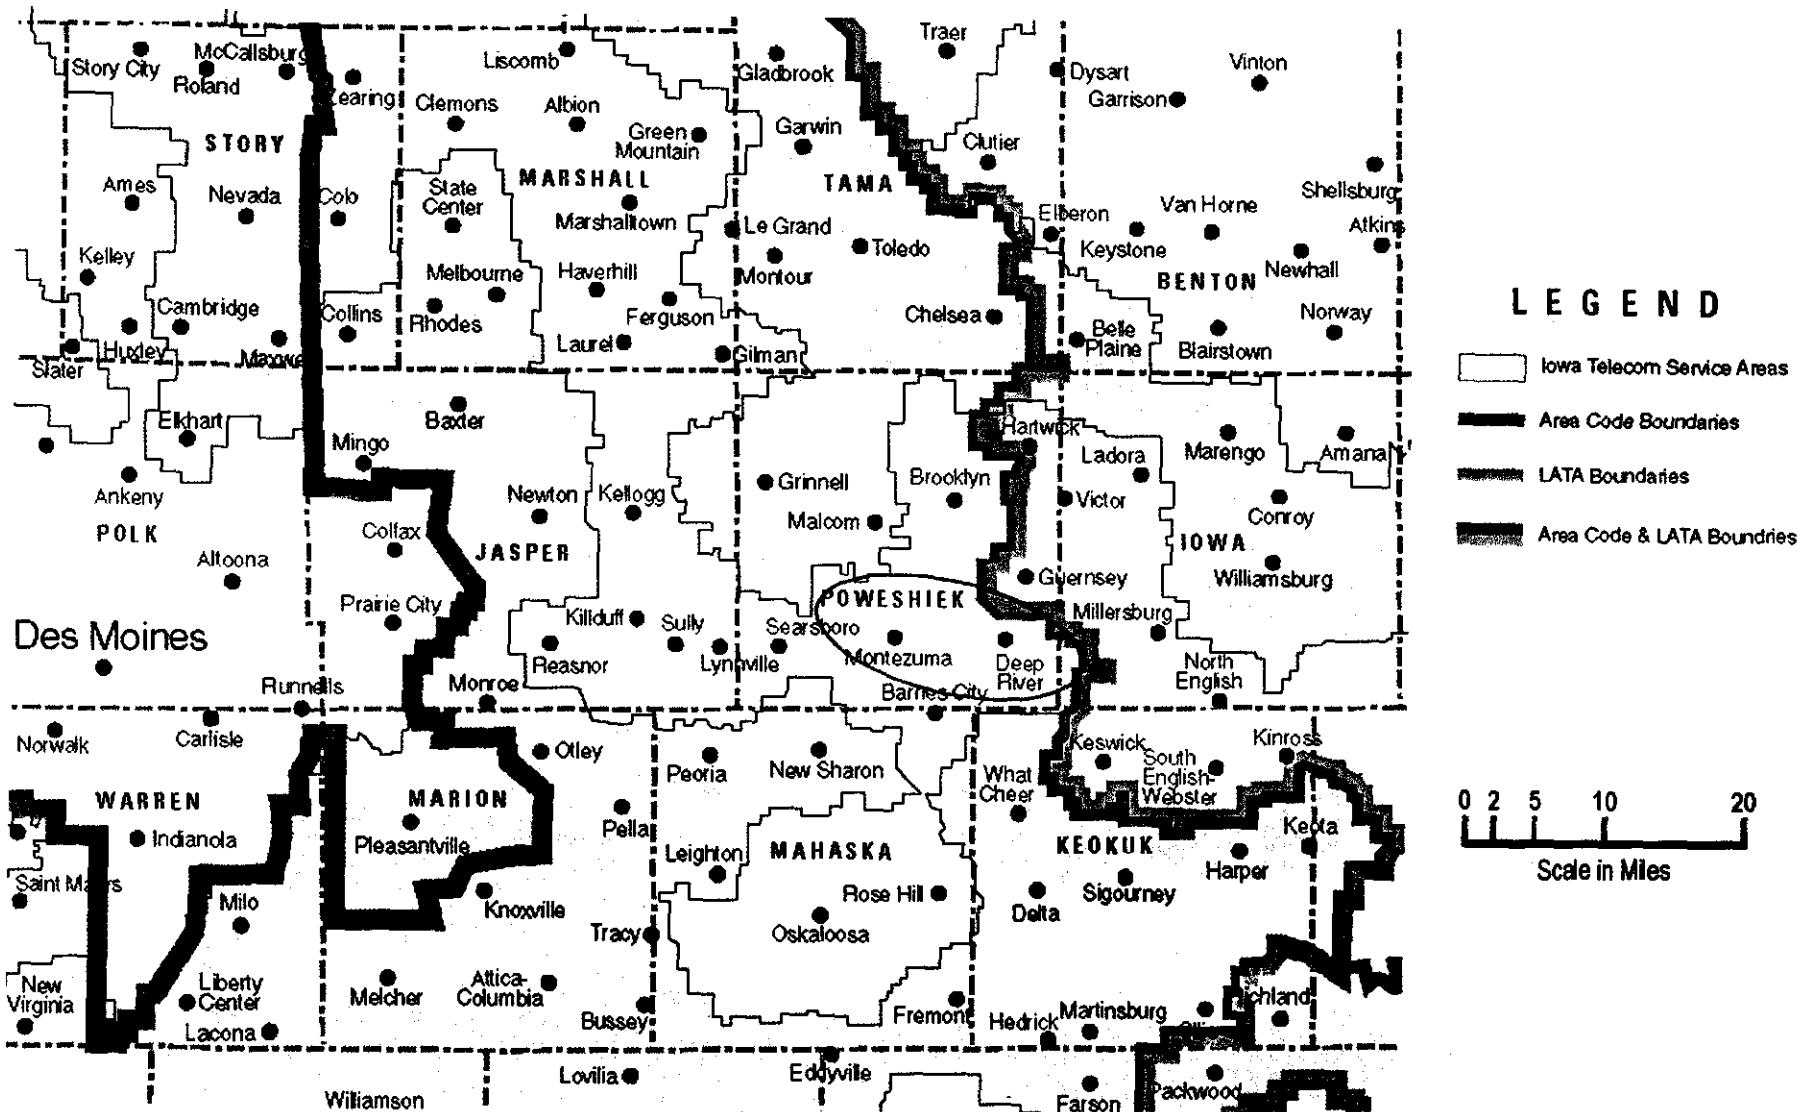 Traer
McCallsburg
Story City
Roland
Liscomb
Gladbrook
Dysart
Vinton
Garrison
Zearing
Clemons
Albion
Green
Mountain
Garwin
Clutier
STORY
MARSHALL
TAMA
Ames
Nevada
Colo
State
Center
Marshalltown
Le Grand
Toledo
Elberon
Keystone
Van Horne
Shellsburg
Atkins
Newhall
BENTON
Kelley
Melbourne
Haverhill
Montour
Cambridge
Collins
Rhodes
Ferguson
Chelsea
Belle
Plaine
Blairstown
Norway
Huxley
Laurel
Gilman
Slater
LEGEND
Iowa Telecom Service Areas
Area Code Boundaries
LATA Boundaries
Area Code & LATA Boundries
Elkhart
Baxter
Mingo
Hartwick
Ladora
Marengo
Amana
Ankeny
Newton
Kellogg
Grinnell
Brooklyn
Victor
Conroy
Malcom
POLK
Colfax
JASPER
IOWA
Altoona
Guernsey
Williamsburg
Prairie City
Killduff
Sully
POWESHIEK
Millersburg
Des Moines
Searsboro
Reasnor
Lynnville
Montezuma
Deep
River
North
English
Runnells
Monroe
Barnes City
Norwalk
Carlisle
Otley
Peoria
New Sharon
What
Cheer
Keswick
South
English-
Webster
Kinross
WARREN
MARION
Indianola
Pleasantville
Pella
Leighton
MAHASKA
KEOKUK
Keota
Harper
0 2 5 10 20
Scale in Miles
Milo
Knoxville
Rose Hill
Delta
Sigourney
Tracy
Oskaloosa
New
Virginia
Liberty
Center
Lacona
Melcher
Attica-
Columbia
Bussey
Fremont
Hedrick
Martinsburg
Lovilia
Eddyville
Williamson
Farson
Packwood